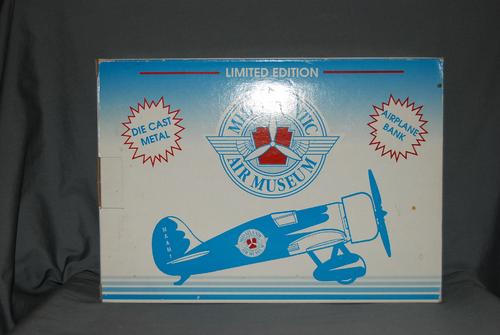 LIMITED EDITION
DIE CAST
METAL
AIRPLANE
BANK
AIR MUSEUM